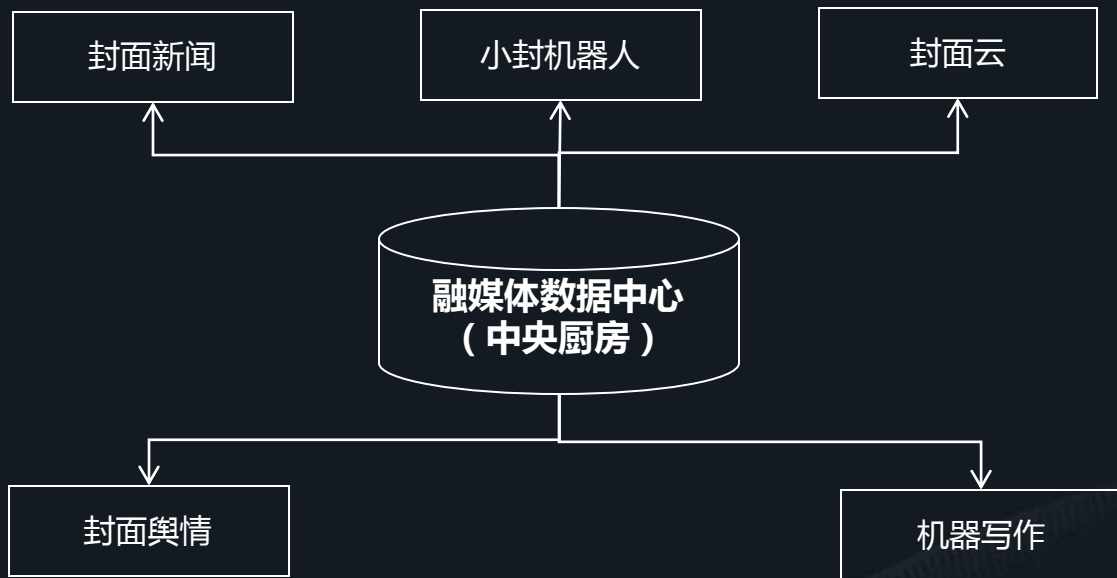 封面新闻
小封机器人
封面云
融媒体数据中心
（中央厨房）
封面舆情
机器写作